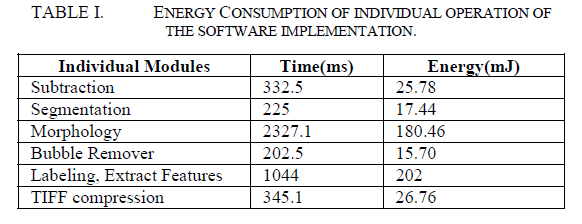 TABLE I. ENERGY CONSUMPTION OF INDIVIDUAL OPERATION OF
THE SOFTWARE IMPLEMENTATION.
Individual Modules Time(ms) Energy(mJ)
Subtraction 332.5 25.78
Segmentation 225 17.44
Morphology 2327.1 180.46
Bubble Remover 202.5 15.70
Labeling, Extract Features 1044 202
TIFF compression 345.1 26.76